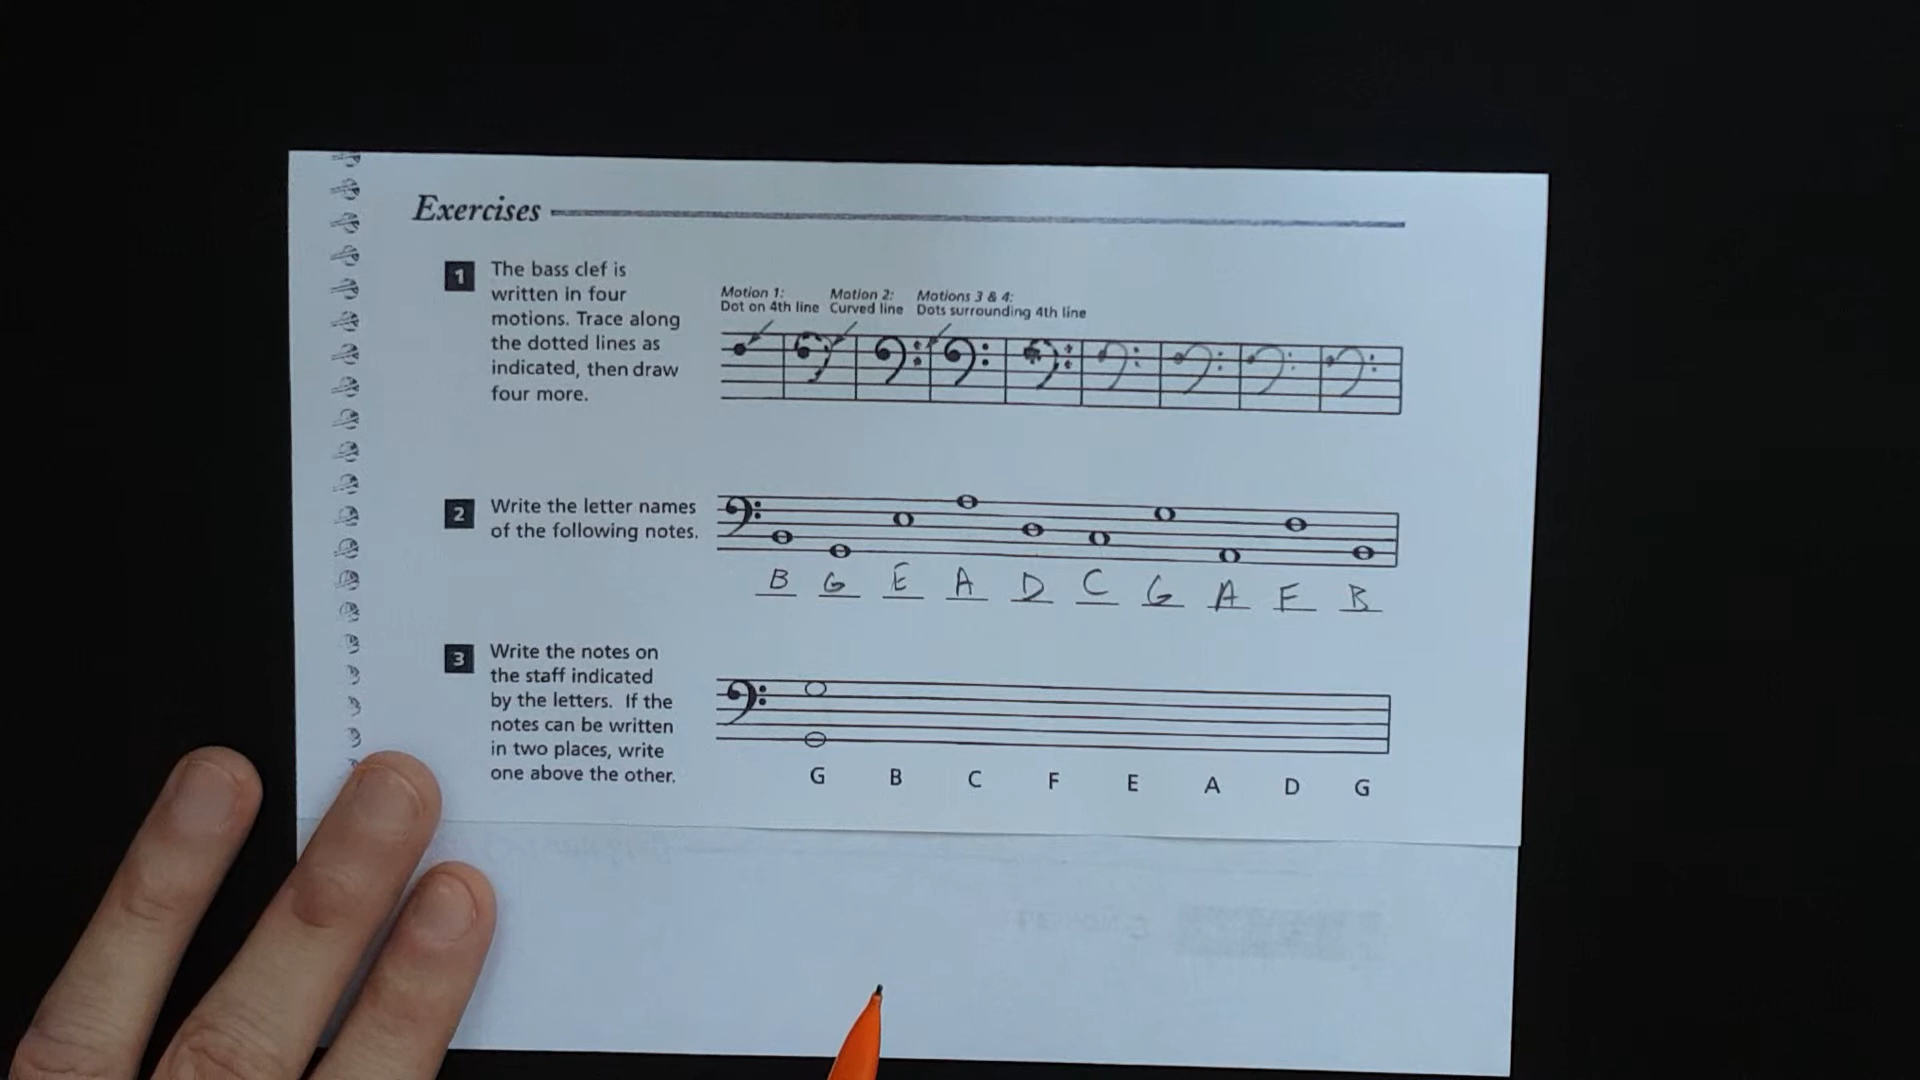 Exercises
1 The bass clef is
written in four
motions. Trace along
the dotted lines as
indicated, then draw
four more.
Motion 1: Motion 2: Motions 3 & 4:
Dot on 4th line Curved line Dots surrounding 4th line
2 Write the letter names
of the following notes.
B G E A D C G A F B
3 Write the notes on
the staff indicated
by the letters. If the
notes can be written
in two places, write
one above the other.
G B C F E A D G